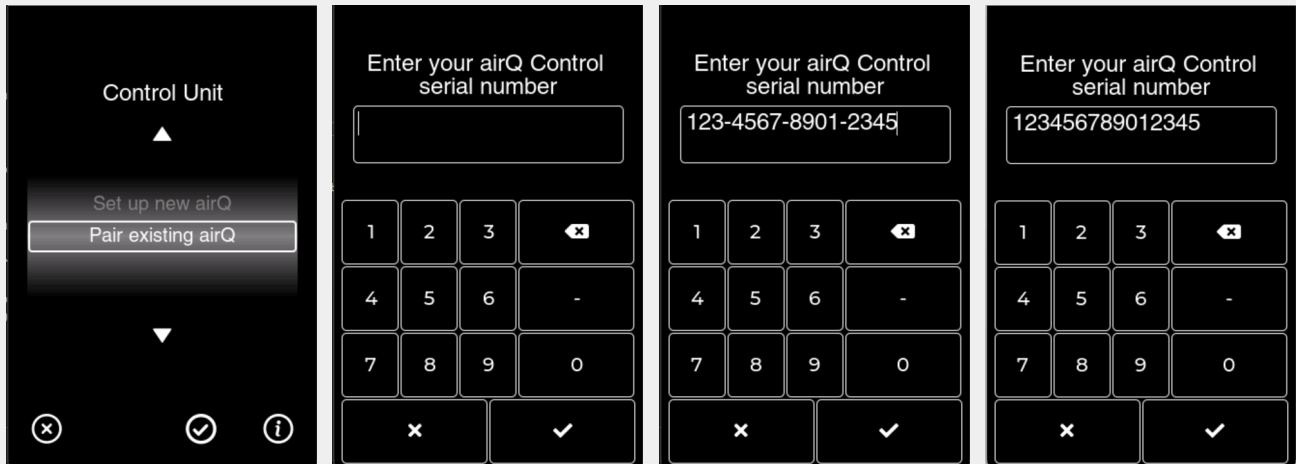 Control Unit
Set up new airQ
Pair existing airQ
Enter your airQ Control
serial number
1 2 3
4 5 6 -
7 8 9 0
Enter your airQ Control
serial number
123-4567-8901-2345
1 2 3
4 5 6 -
7 8 9 0
Enter your airQ Control
serial number
123456789012345
1 2 3
4 5 6 -
7 8 9 0